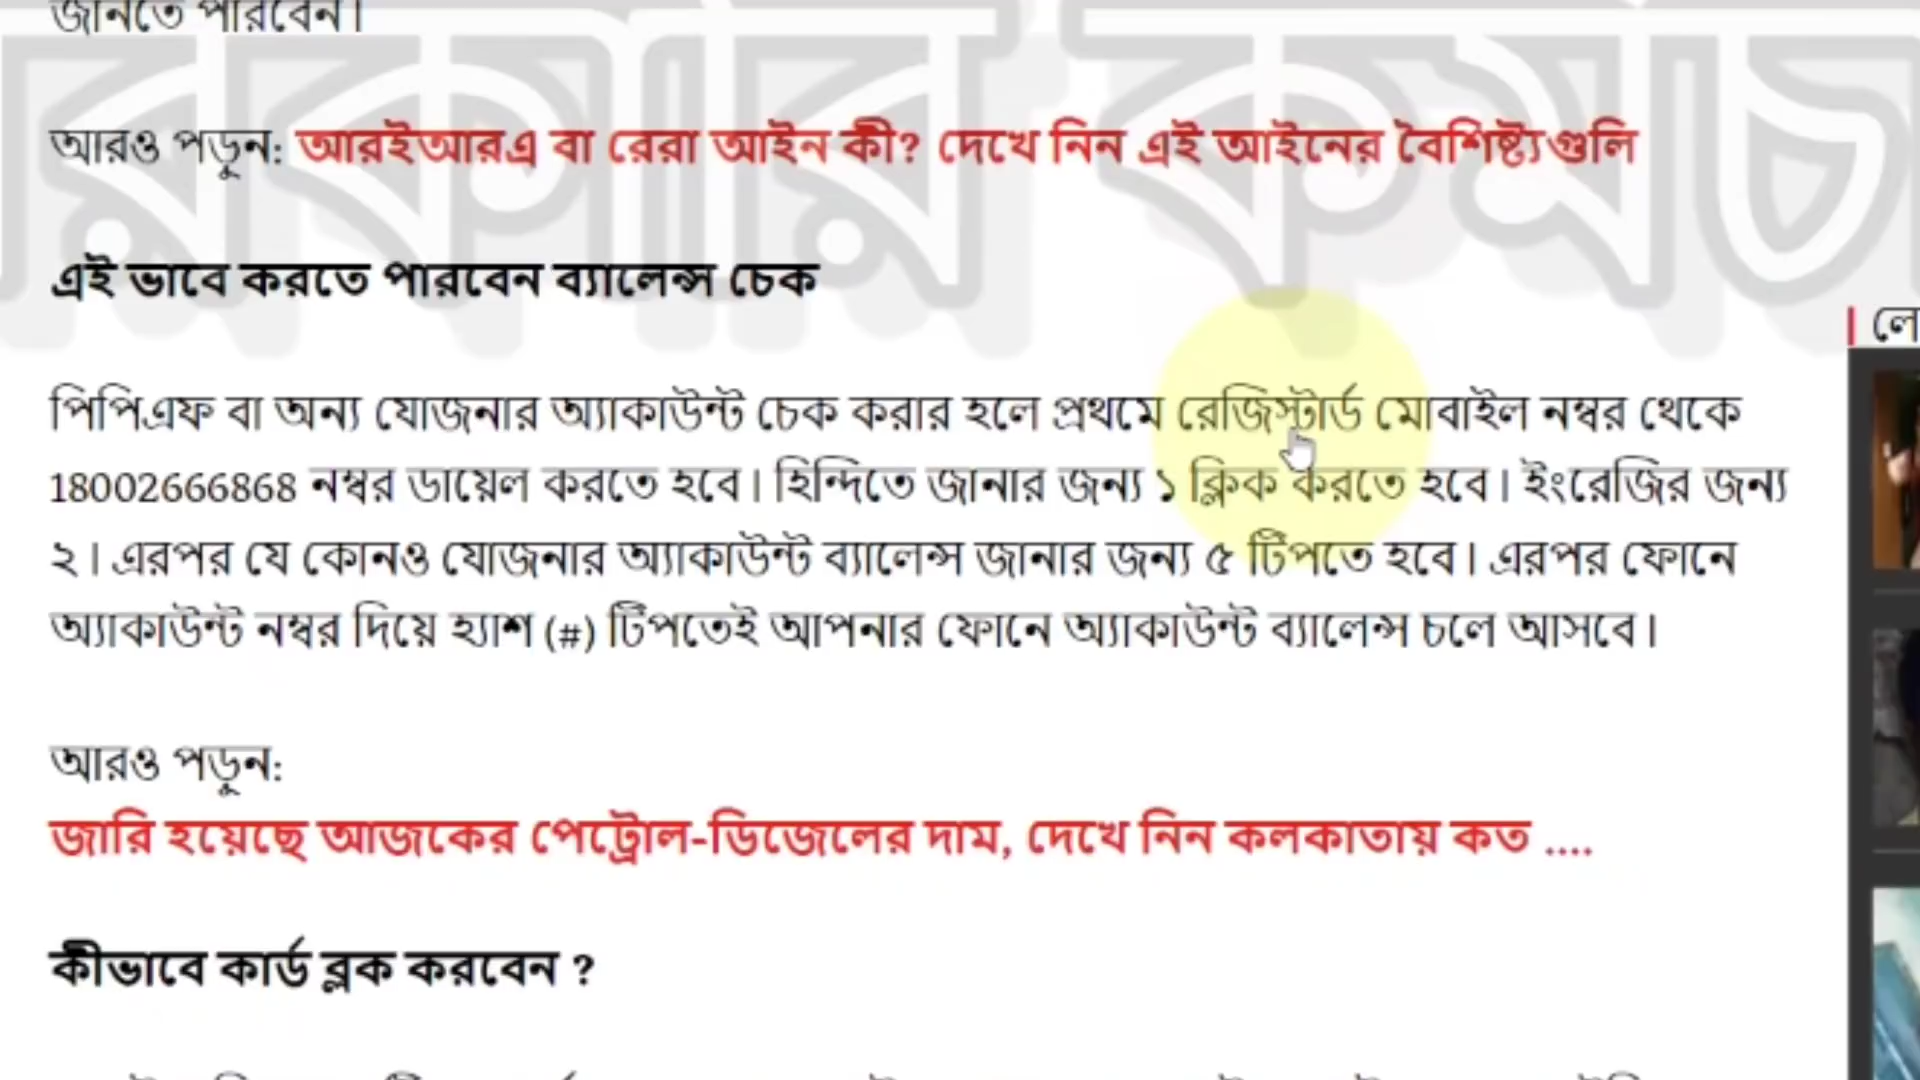 জানতে পারবেন।
আরও পড়ুন: আরইআরএ বা রেরা আইন কী? দেখে নিন এই আইনের বৈশিষ্ট্যগুলি
এই ভাবে করতে পারবেন ব্যালেন্স চেক
পিপিএফ বা অন্য যোজনার অ্যাকাউন্ট চেক করার হলে প্রথমে রেজিস্টার্ড মোবাইল নম্বর থেকে
18002666868 নম্বর ডায়েল করতে হবে। হিন্দিতে জানার জন্য ১ ক্লিক করতে হবে। ইংরেজির জন্য
২। এরপর যে কোনও যোজনার অ্যাকাউন্ট ব্যালেন্স জানার জন্য ৫ টিপতে হবে। এরপর ফোনে
অ্যাকাউন্ট নম্বর দিয়ে হ্যাশ (#) টিপতেই আপনার ফোনে অ্যাকাউন্ট ব্যালেন্স চলে আসবে।
আরও পড়ুন:
জারি হয়েছে আজকের পেট্রোল-ডিজেলের দাম, দেখে নিন কলকাতায় কত ....
কীভাবে কার্ড ব্লক করবেন ?